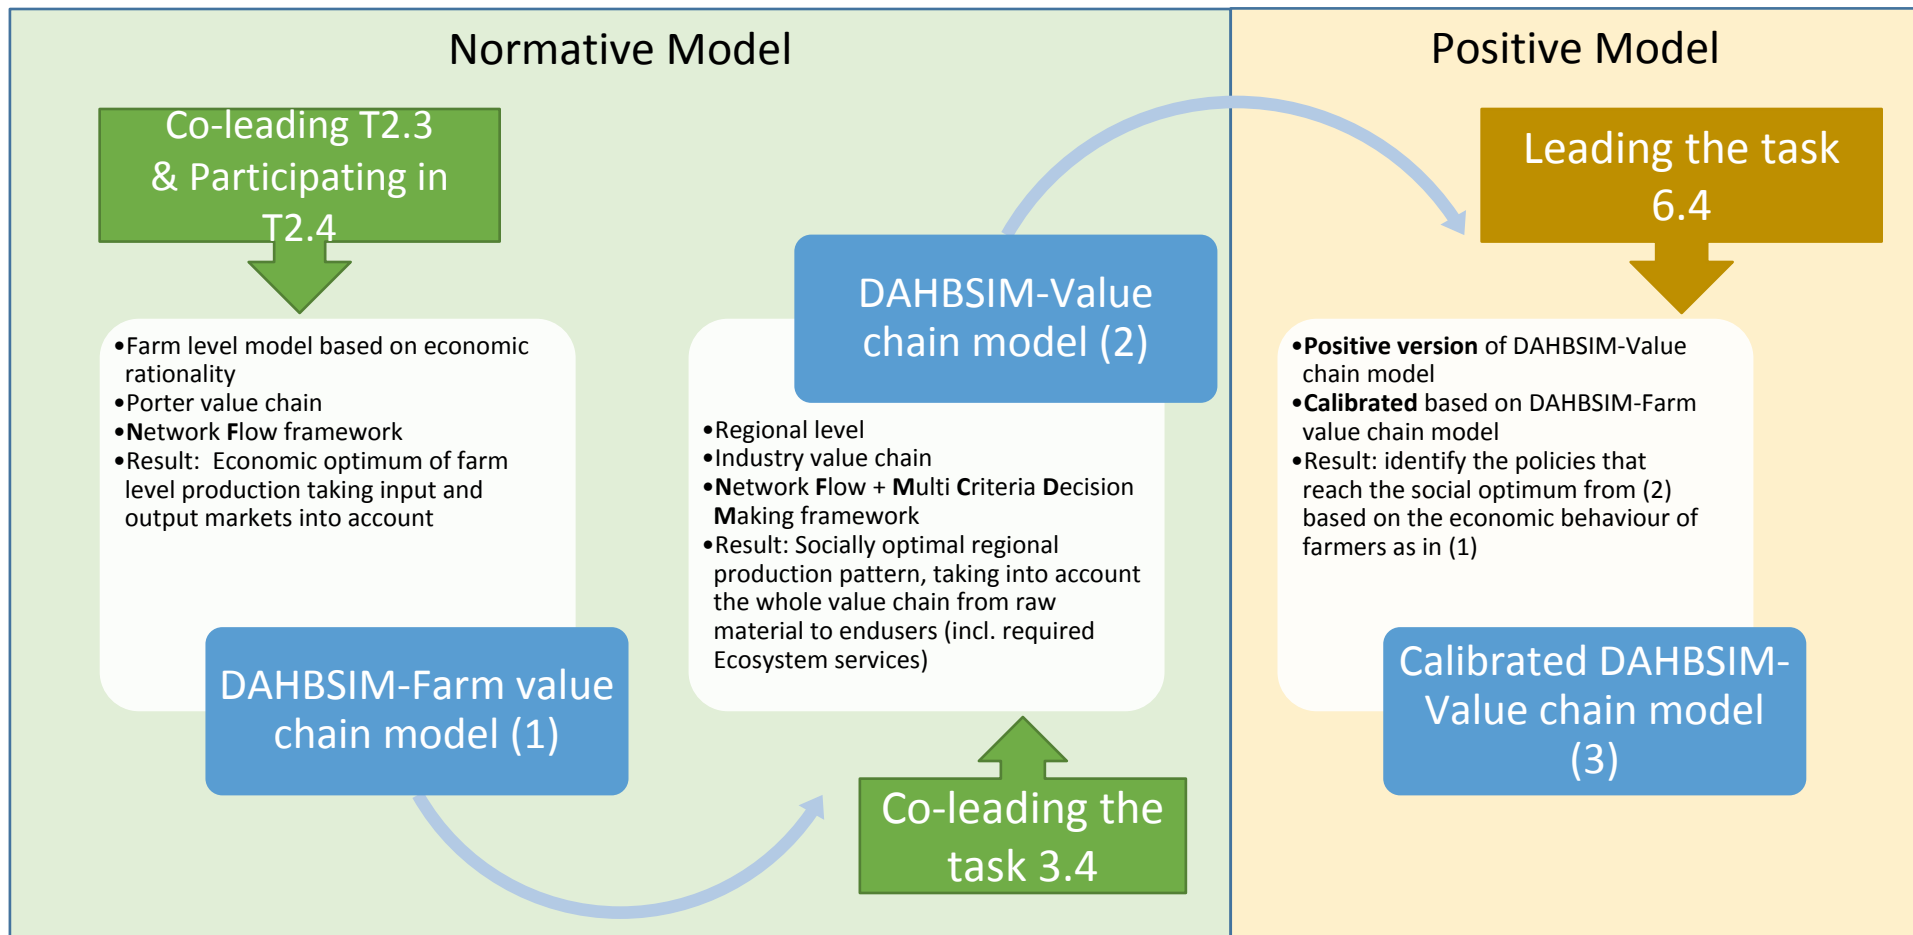 Normative Model
Co-leading T2.3
& Participating in
T2.4
•Farm level model based on economic
rationality
•Porter value chain
•Network Flow framework
•Result:  Economic optimum of farm
level production taking input and
output markets into account
DAHBSIM-Farm value
chain model (1)
DAHBSIM-Value
chain model (2)
•Regional level
•Industry value chain
•Network Flow + Multi Criteria Decision
Making framework
•Result: Socially optimal regional
production pattern, taking into account
the whole value chain from raw
material to endusers (incl. required
Ecosystem services)
Co-leading the
task 3.4
Positive Model
Leading the task
6.4
•Positive version of DAHBSIM-Value
chain model
•Calibrated based on DAHBSIM-Farm
value chain model
•Result: identify the policies that
reach the social optimum from (2)
based on the economic behaviour of
farmers as in (1)
Calibrated DAHBSIM-
Value chain model
(3)